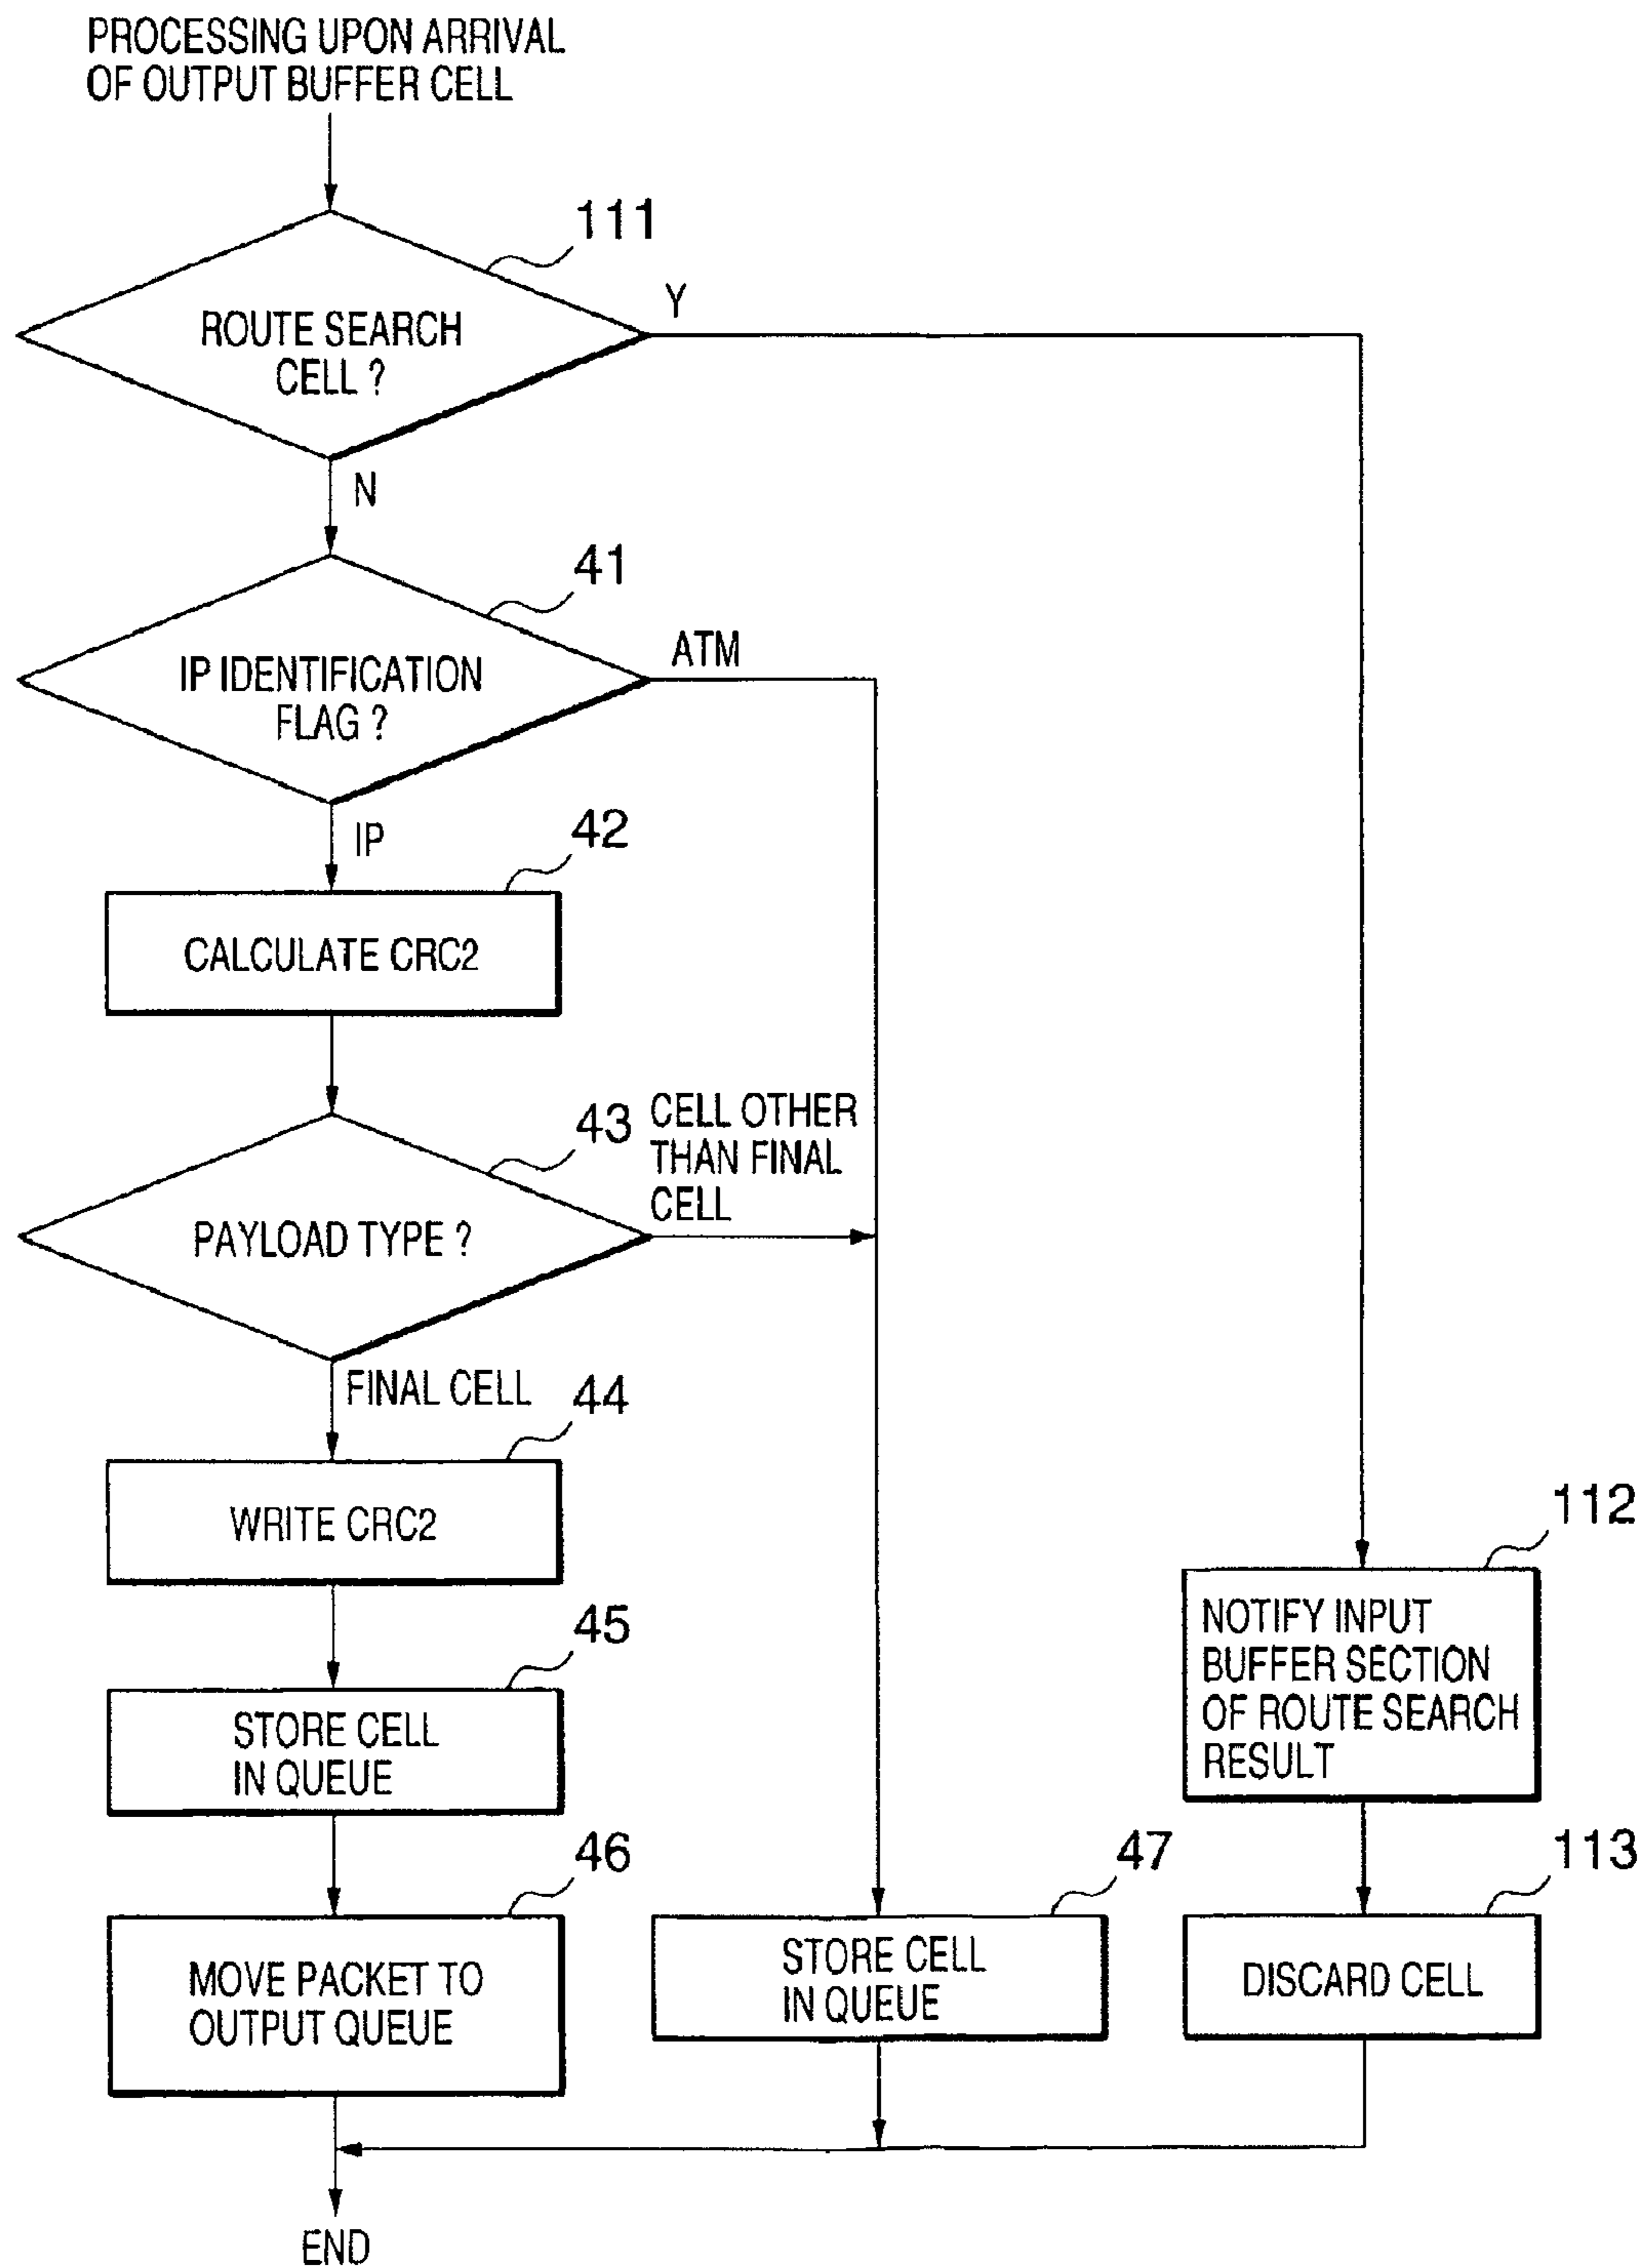 PROCESSING UPON ARRIVAL
OF OUTPUT BUFFER CELL
111
ROUTE SEARCH
CELL ?
Y
N
41
IP IDENTIFICATION
FLAG ?
ATM
IP
42
CALCULATE CRC2
43
PAYLOAD TYPE ?
CELL OTHER
THAN FINAL
CELL
FINAL CELL
44
WRITE CRC2
45
STORE CELL
IN QUEUE
46
MOVE PACKET TO
OUTPUT QUEUE
47
STORE CELL
IN QUEUE
112
NOTIFY INPUT
BUFFER SECTION
OF ROUTE SEARCH
RESULT
113
DISCARD CELL
END